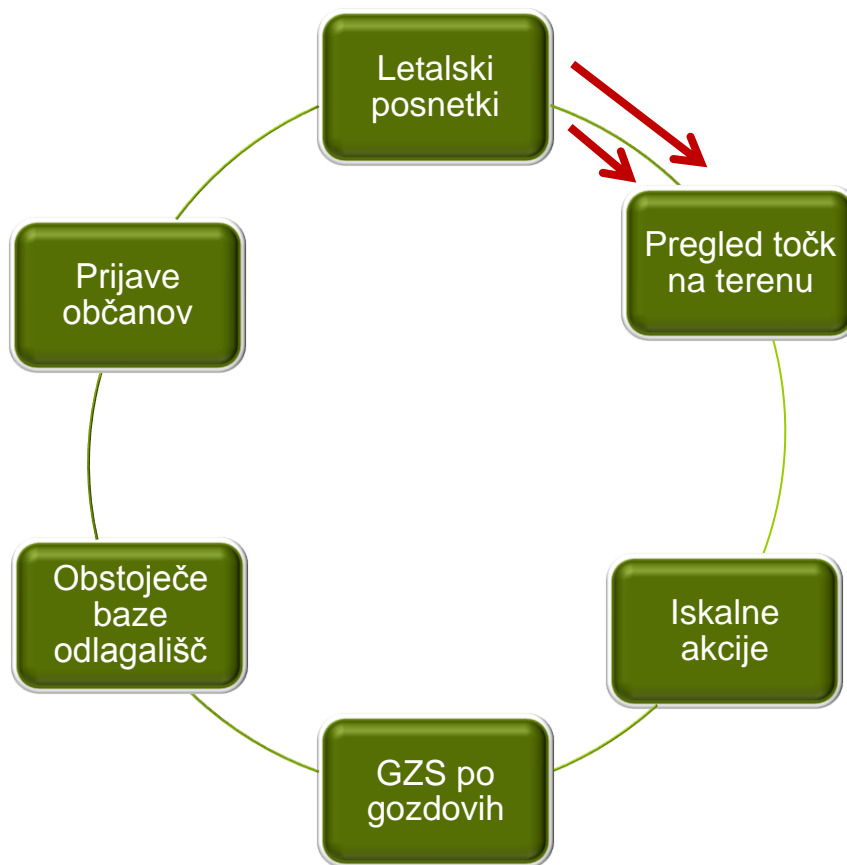 Letalski
posnetki
Pregled točk
na terenu
Iskalne
akcije
GZS po
gozdovih
Obstoječe
baze
odlagališč
Prijave
občanov